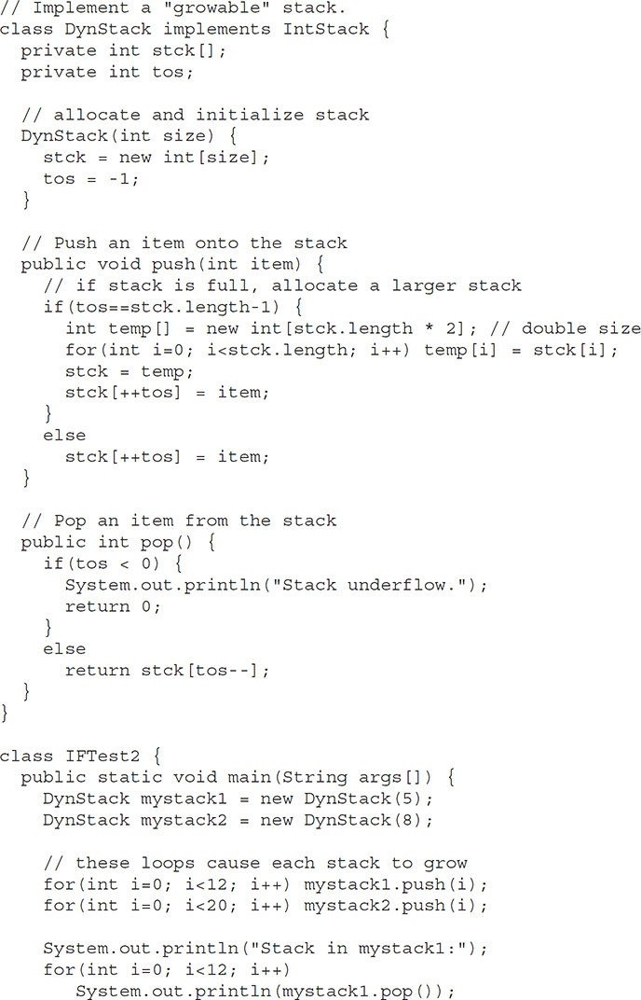 // Implement a "growable" stack.
class DynStack implements IntStack {
  private int stck[];
  private int tos;

  // allocate and initialize stack
  DynStack(int size) {
    stck = new int[size];
    tos = -1;
  }

  // Push an item onto the stack
  public void push(int item) {
    // if stack is full, allocate a larger stack
    if(tos==stck.length-1) {
      int temp[] = new int[stck.length * 2]; // double size
      for(int i=0; i<stck.length; i++) temp[i] = stck[i];
      stck = temp;
      stck[++tos] = item;
    }
    else
      stck[++tos] = item;
  }

  // Pop an item from the stack
  public int pop() {
    if(tos < 0) {
      System.out.println("Stack underflow.");
      return 0;
    }
    else
      return stck[tos--];
  }
}

class IFTest2 {
  public static void main(String args[]) {
    DynStack mystack1 = new DynStack(5);
    DynStack mystack2 = new DynStack(8);

    // these loops cause each stack to grow
    for(int i=0; i<12; i++) mystack1.push(i);
    for(int i=0; i<20; i++) mystack2.push(i);

    System.out.println("Stack in mystack1:");
    for(int i=0; i<12; i++)
       System.out.println(mystack1.pop());